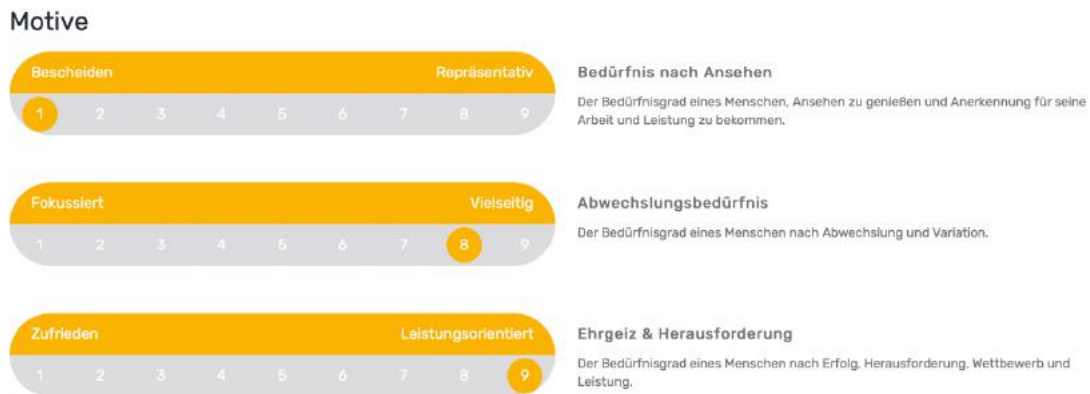 Motive
Bescheiden Repräsentativ
1 2 3 4 5 6 7 8 9
Bedürfnis nach Ansehen
Der Bedürfnisgrad eines Menschen, Ansehen zu genießen und Anerkennung für seine
Arbeit und Leistung zu bekommen.
Fokussiert Vielseitig
1 2 3 4 5 6 7 8 9
Abwechslungsbedürfnis
Der Bedürfnisgrad eines Menschen nach Abwechslung und Variation.
Zufrieden Leistungsorientiert
1 2 3 4 5 6 7 8 9
Ehrgeiz & Herausforderung
Der Bedürfnisgrad eines Menschen nach Erfolg, Herausforderung, Wettbewerb und
Leistung.